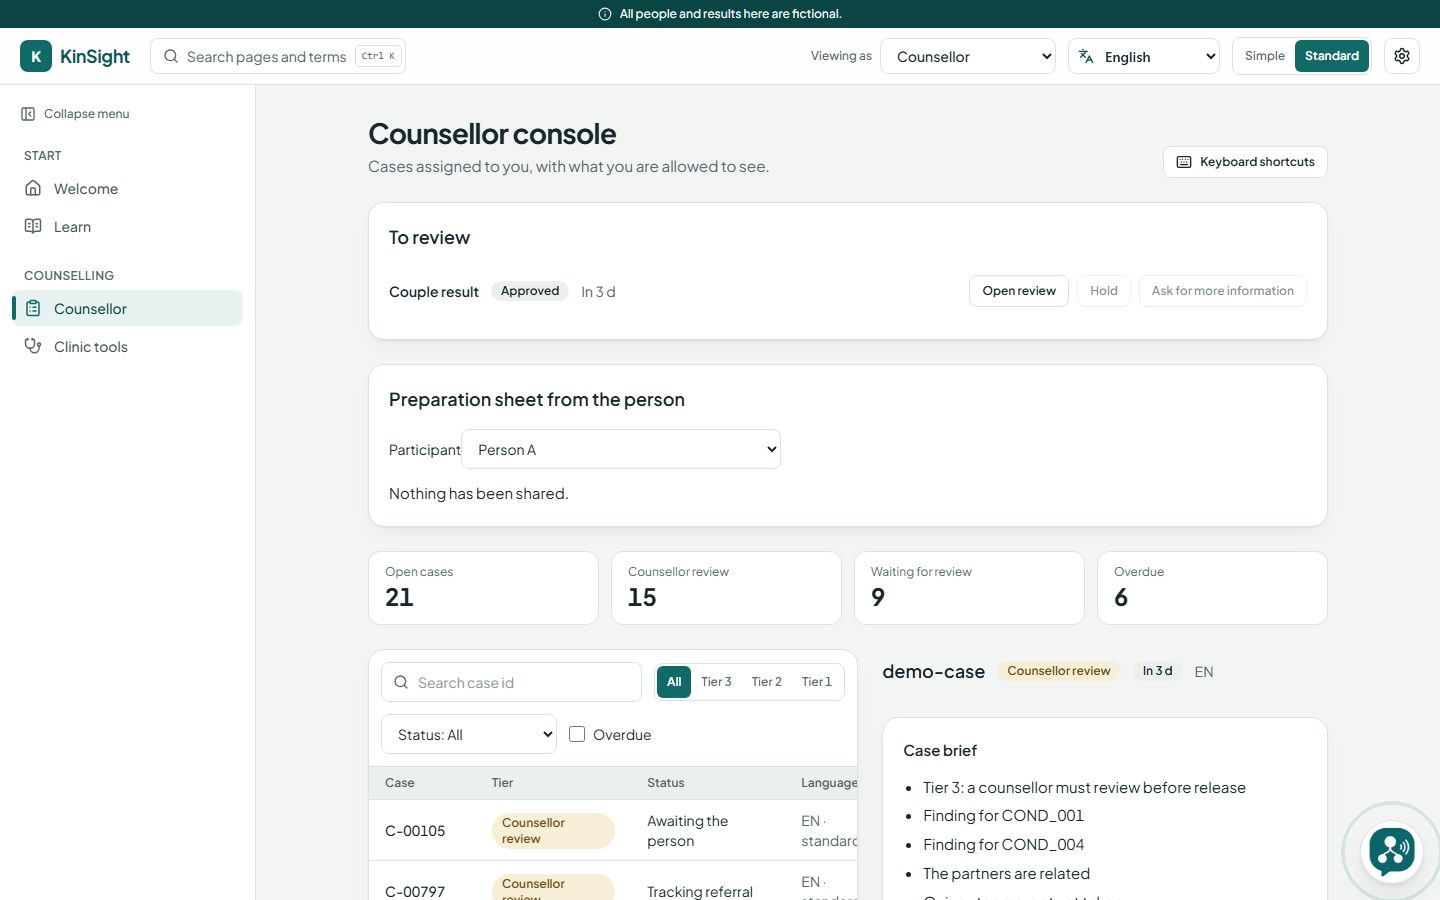 All people and results here are fictional.
K KinSight
Search pages and terms Ctrl K
Viewing as Counsellor
English
Simple Standard
Collapse menu
START
Welcome
Learn
COUNSELLING
Counsellor
Clinic tools
Counsellor console
Cases assigned to you, with what you are allowed to see.
Keyboard shortcuts
To review
Couple result Approved In 3 d Open review Hold Ask for more information
Preparation sheet from the person
Participant Person A
Nothing has been shared.
Open cases
21
Counsellor review
15
Waiting for review
9
Overdue
6
Search case id
All Tier 3 Tier 2 Tier 1
Status: All Overdue
Case Tier Status Language
C-00105 Counsellor review Awaiting the person EN · standard
C-00797 Counsellor review Tracking referral EN ·
demo-case Counsellor review In 3 d EN
Case brief
Tier 3: a counsellor must review before release
Finding for COND_001
Finding for COND_004
The partners are related